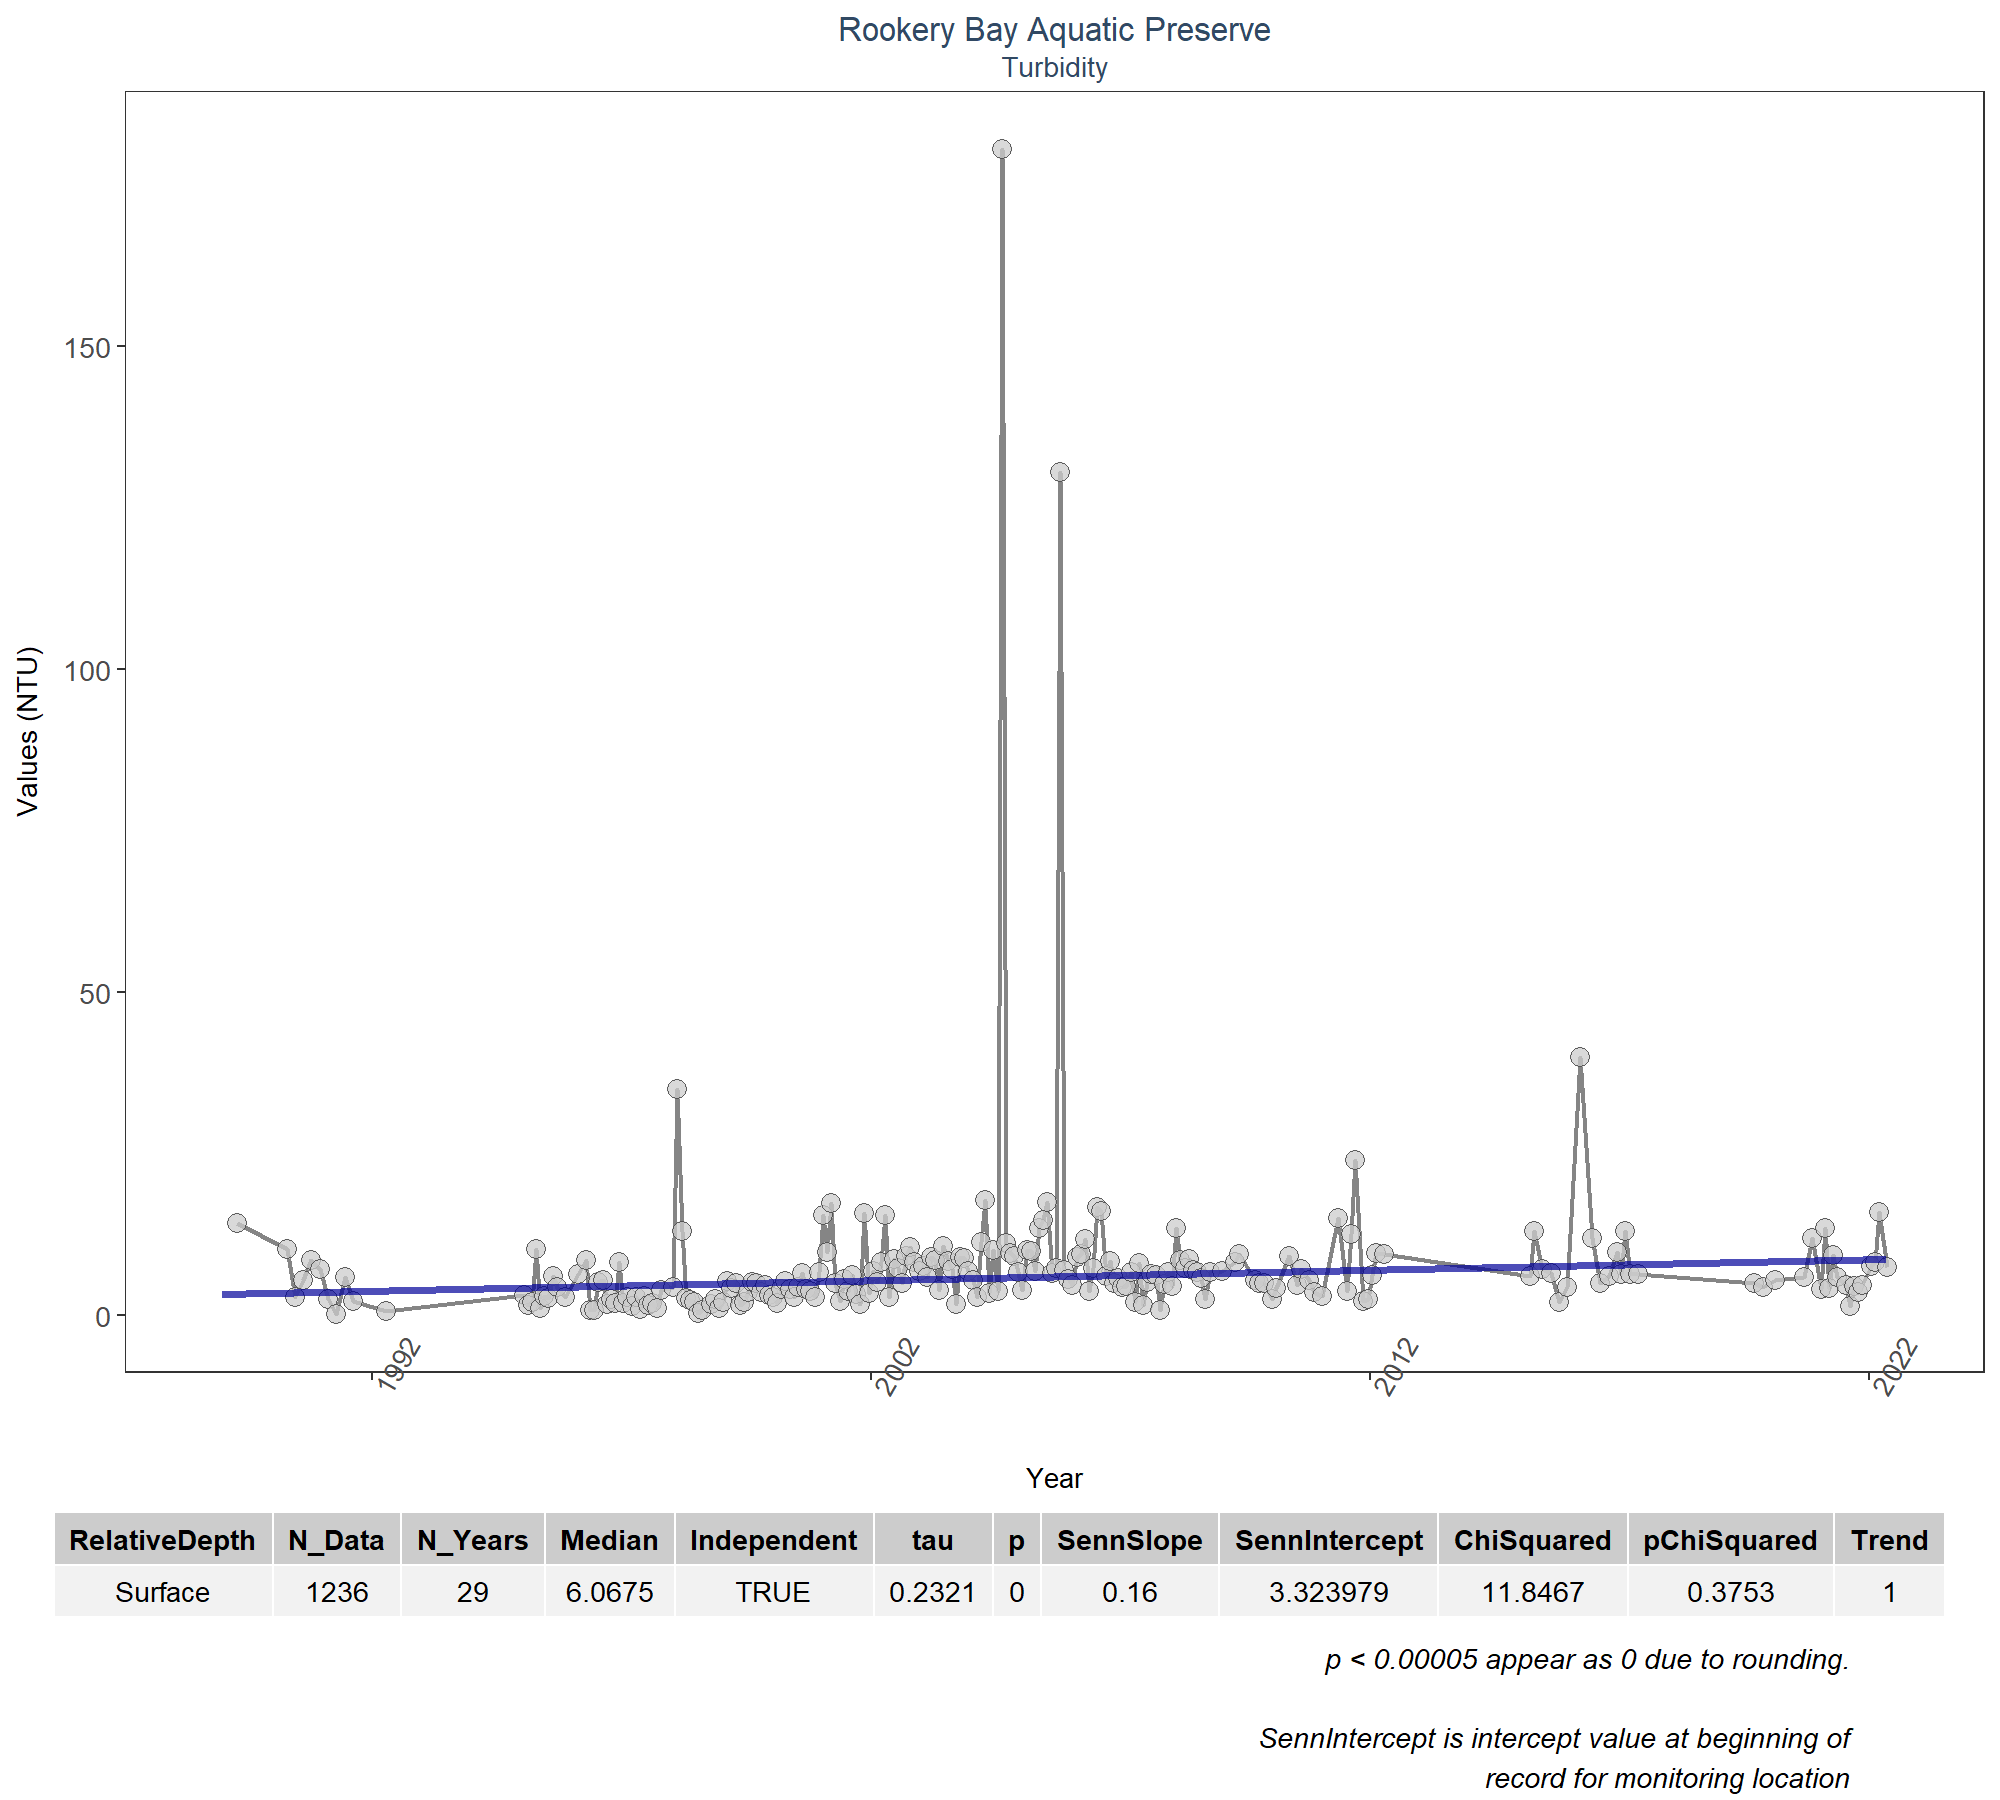 Rookery Bay Aquatic Preserve
Turbidity
Values (NTU)
150
100
50
0
1992
2002
2012
2022
Year
RelativeDepth N_Data N_Years Median Independent tau p SennSlope SennIntercept ChiSquared pChiSquared Trend
Surface 1236 29 6.0675 TRUE 0.2321 0 0.16 3.323979 11.8467 0.3753 1
p < 0.00005 appear as 0 due to rounding.
SennIntercept is intercept value at beginning of
record for monitoring location